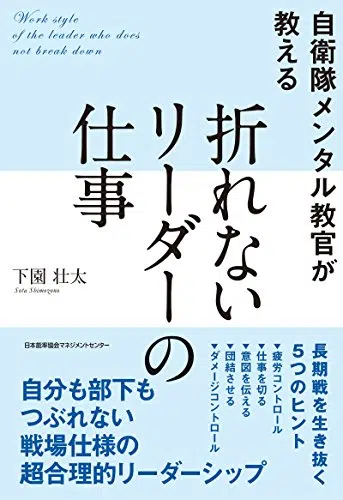 Work style
of the leader who does
not break down
自衛隊メンタル教官が
教える
折れない
リーダーの
仕事
下園 壮太
Sota Shimozono
日本能率協会マネジメントセンター
長期戦を生き抜く
5つのヒント
▼疲労コントロール
▼仕事を切る
▼意図を伝える
▼団結させる
▼ダメージコントロール
自分も部下も
つぶれない
戦場仕様の
超合理的リーダーシップ